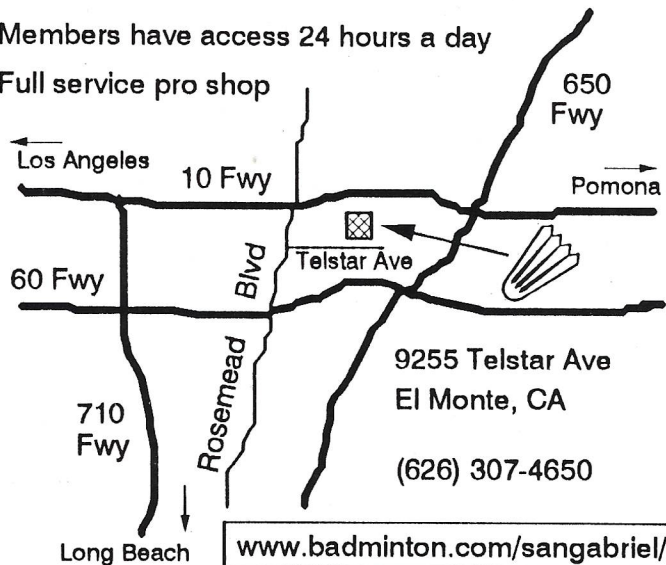 Members have access 24 hours a day
Full service pro shop
650
Fwy
Los Angeles
10 Fwy
Pomona
Telstar Ave
60 Fwy
Rosemead Blvd
9255 Telstar Ave
El Monte, CA
710
Fwy
(626) 307-4650
Long Beach
www.badminton.com/sangabriel/